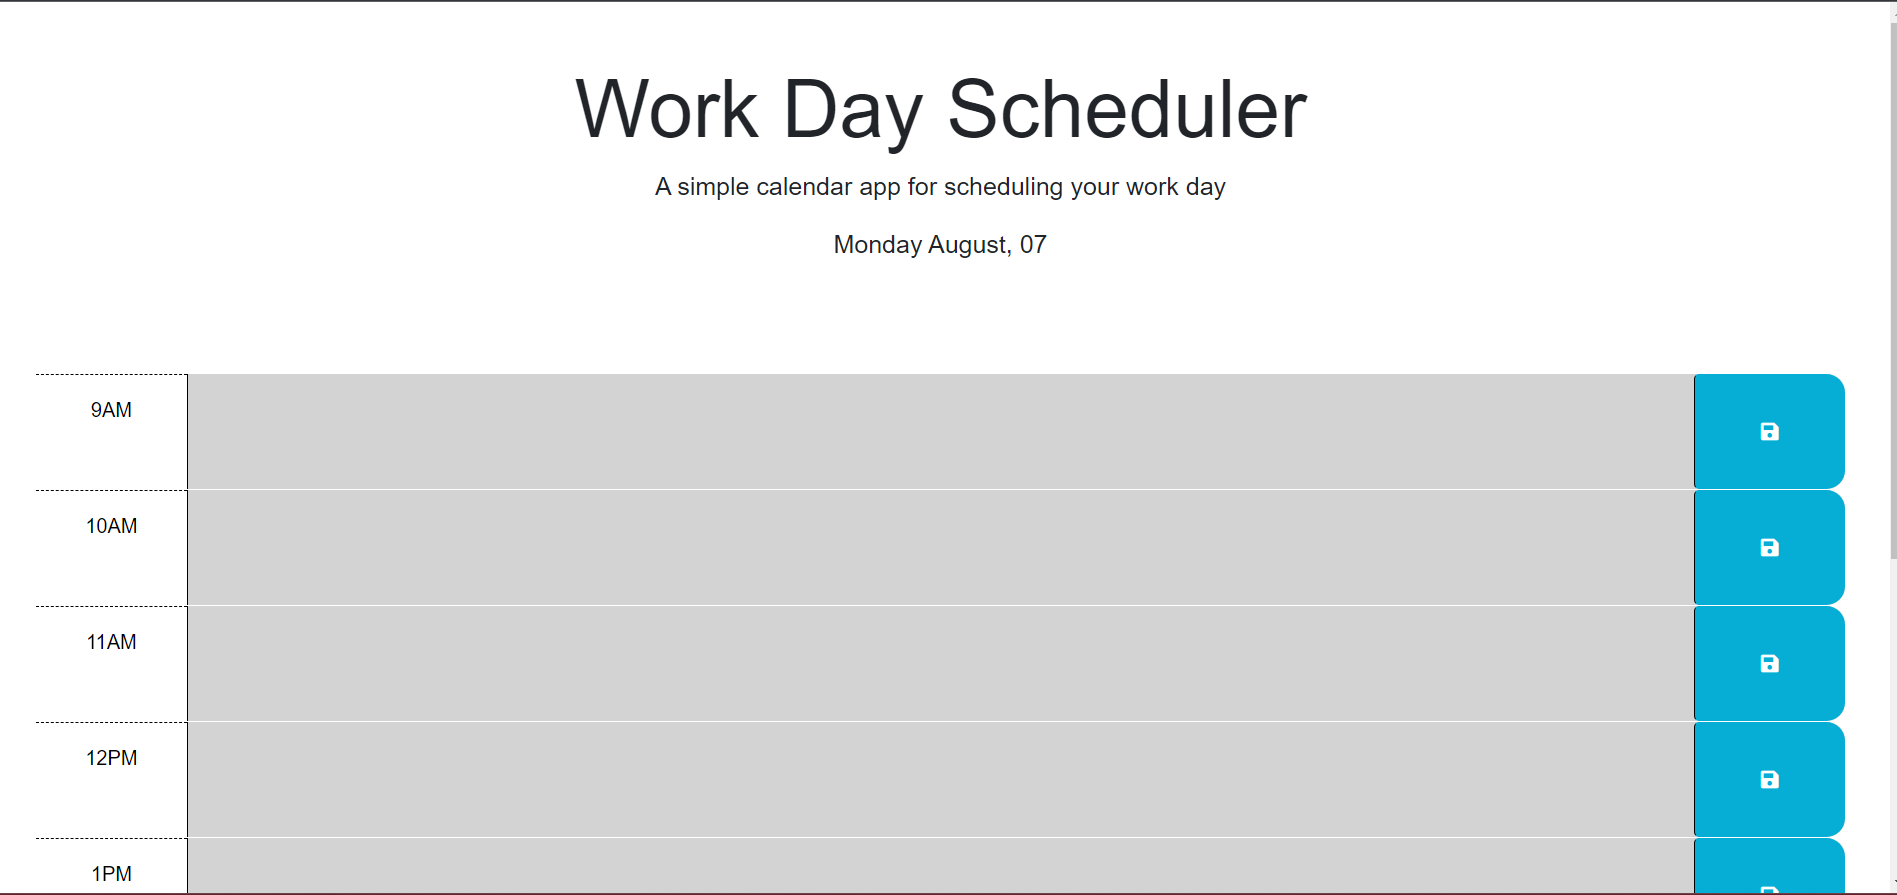 Work Day Scheduler
A simple calendar app for scheduling your work day
Monday August, 07
9AM
10AM
11AM
12PM
1PM